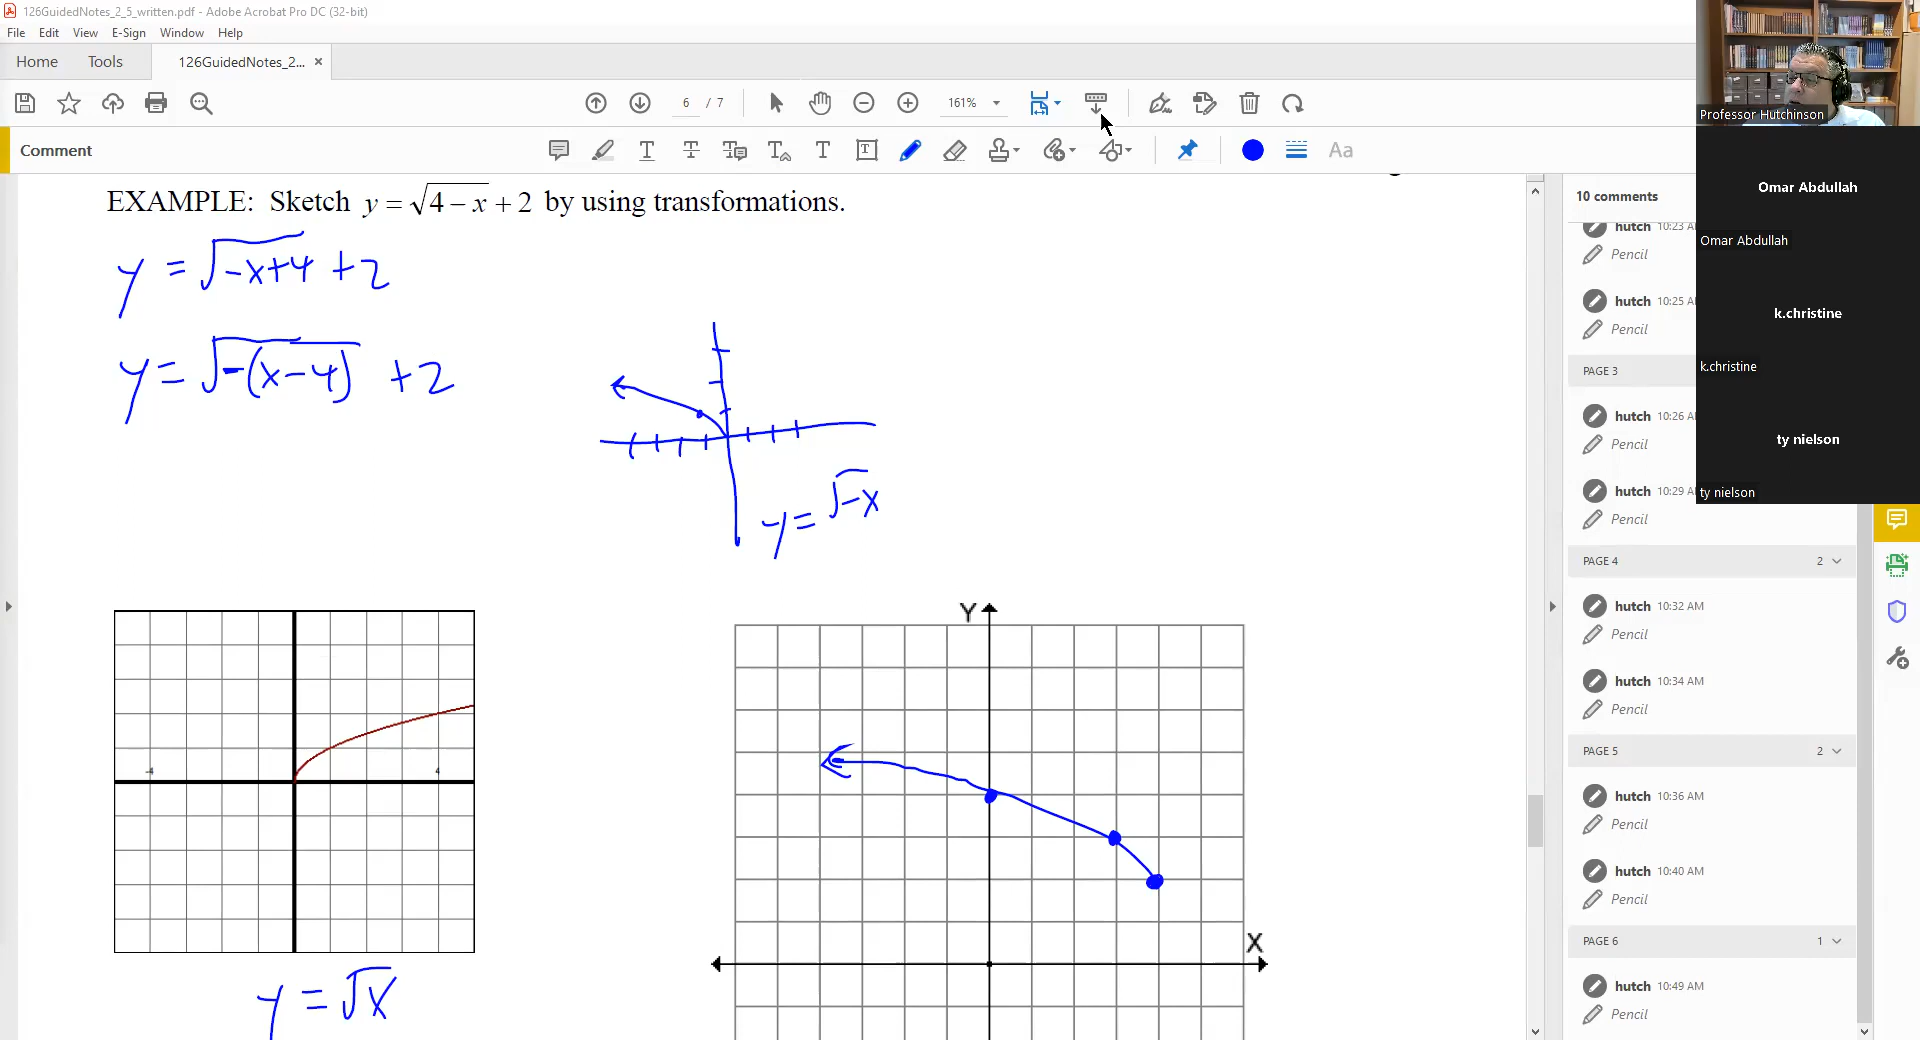 126GuidedNotes_2_5_written.pdf - Adobe Acrobat Pro DC (32-bit)
File Edit View E-Sign Window Help
Home Tools 126GuidedNotes_2... ×
6 / 7 161%
Comment
Aa
EXAMPLE: Sketch y = √(4 − x) + 2 by using transformations.
y = √(-x+4) +2
y = √(-(x-4)) +2
y = √-x
-4 4
y = √x
Y
X
10 comments
hutch 10:23 A
Pencil
hutch 10:25 A
Pencil
PAGE 3
hutch 10:26 A
Pencil
hutch 10:29 A
Pencil
PAGE 4 2
hutch 10:32 AM
Pencil
hutch 10:34 AM
Pencil
PAGE 5 2
hutch 10:36 AM
Pencil
hutch 10:40 AM
Pencil
PAGE 6 1
hutch 10:49 AM
Pencil
Professor Hutchinson
Omar Abdullah
Omar Abdullah
k.christine
k.christine
ty nielson
ty nielson